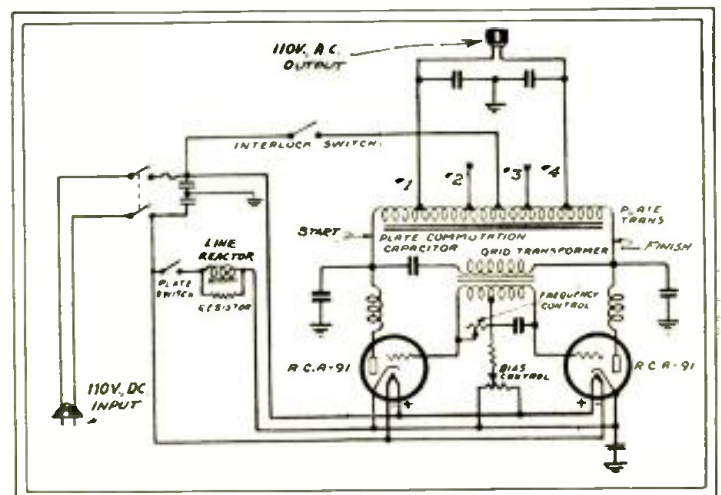 110V, A.C.
OUTPUT
INTERLOCK SWITCH
#1
#2
#3
#4
PLATE
TRANS
START
PLATE COMMUTATION
CAPACITOR
GRID TRANSFORMER
FINISH
LINE
REACTOR
PLATE
SWITCH
RESISTOR
FREQUENCY
CONTROL
R.C.A-91
BIAS
CONTROL
R.C.A-91
110V, DC
INPUT
+
+